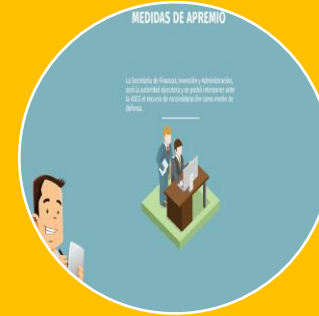 MEDIDAS DE APREMIO
La Secretaría de Finanzas, Inversión y Administración,
será la autoridad ejecutora y se podrá interponer ante
la ASEG el recurso de reconsideración como medio de
defensa.